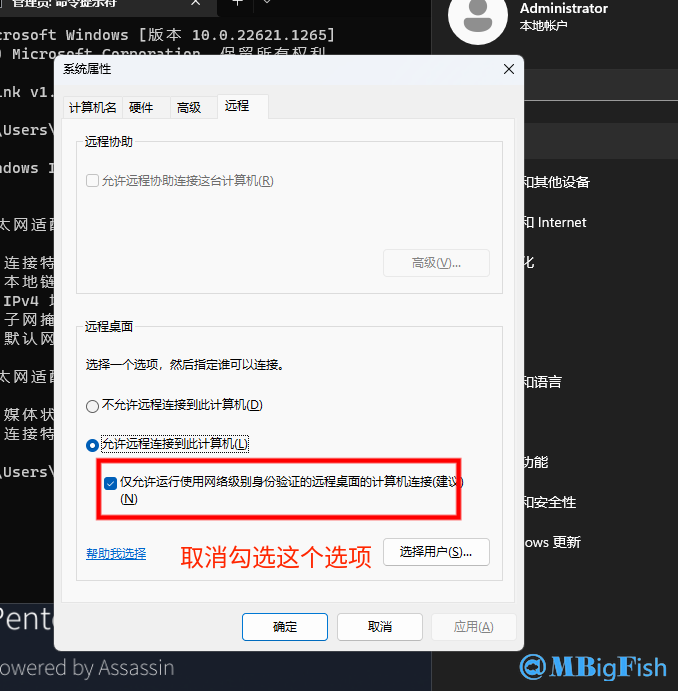 管理员: 命令提示符
Administrator
本地帐户
crosoft Windows [版本 10.0.22621.1265]
Microsoft Corporation。保留所有权利
系统属性
计算机名
硬件
高级
远程
ink v1.
\Users\
ndows I
太网适配
连接特
本地链
IPv4 地
子网掩
默认网
太网适配
媒体状
连接特
\Users\
远程协助
允许远程协助连接这台计算机(R)
高级(V)...
远程桌面
选择一个选项，然后指定谁可以连接。
不允许远程连接到此计算机(D)
允许远程连接到此计算机(L)
仅允许运行使用网络级别身份验证的远程桌面的计算机连接(建议)
(N)
帮助我选择
取消勾选这个选项
选择用户(S)...
确定
取消
应用(A)
和其他设备
和 Internet
化
和语言
功能
和安全性
ows 更新
Pent
owered by Assassin
@MBigFish